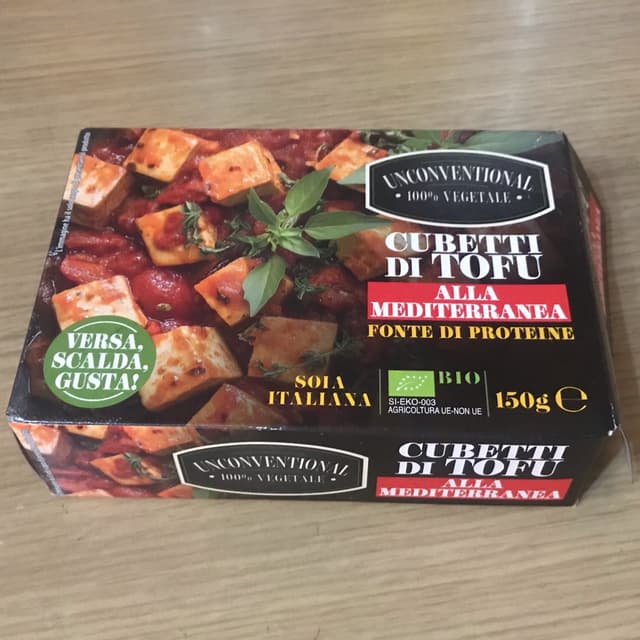 UNCONVENTIONAL
100% VEGETALE
CUBETTI
DI TOFU
ALLA
MEDITERRANEA
FONTE DI PROTEINE
VERSA,
SCALDA,
GUSTA!
SOIA
ITALIANA
BIO
SI-EKO-003
AGRICOLTURA UE-NON UE
150g e
UNCONVENTIONAL
100% VEGETALE
CUBETTI
DI TOFU
ALLA
MEDITERRANEA